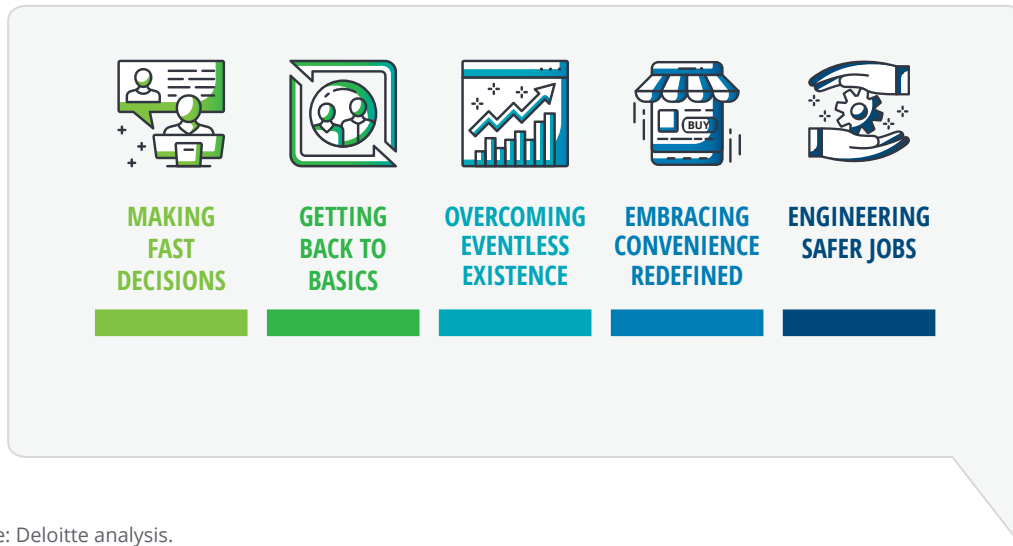 BUY
MAKING
FAST
DECISIONS
GETTING
BACK TO
BASICS
OVERCOMING
EVENTLESS
EXISTENCE
EMBRACING
CONVENIENCE
REDEFINED
ENGINEERING
SAFER JOBS
e: Deloitte analysis.